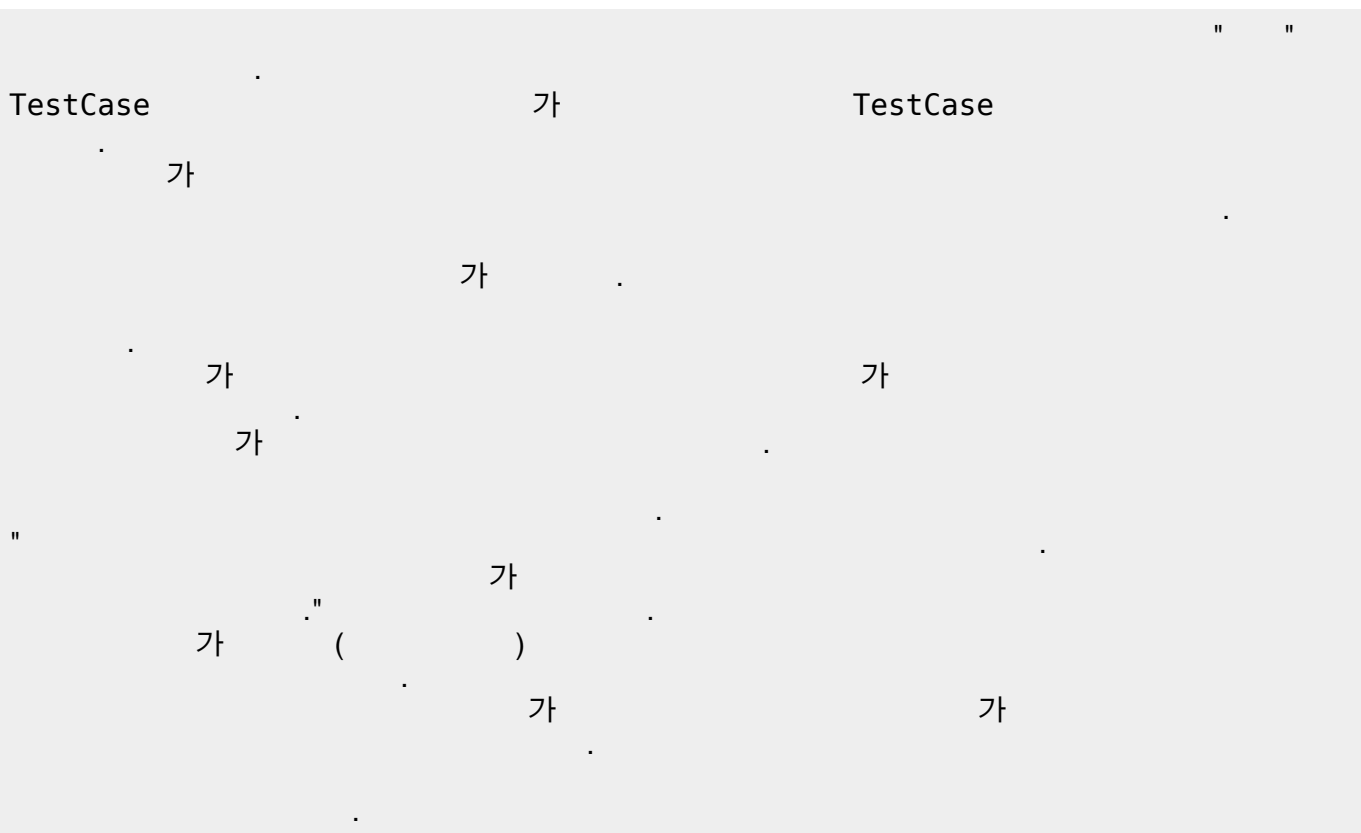 " "
.
TestCase 가 TestCase
.
가
.
가 .
.
가 가
.
가 .
.
" .
가
." .
가 ( )
.
가 가
.
.